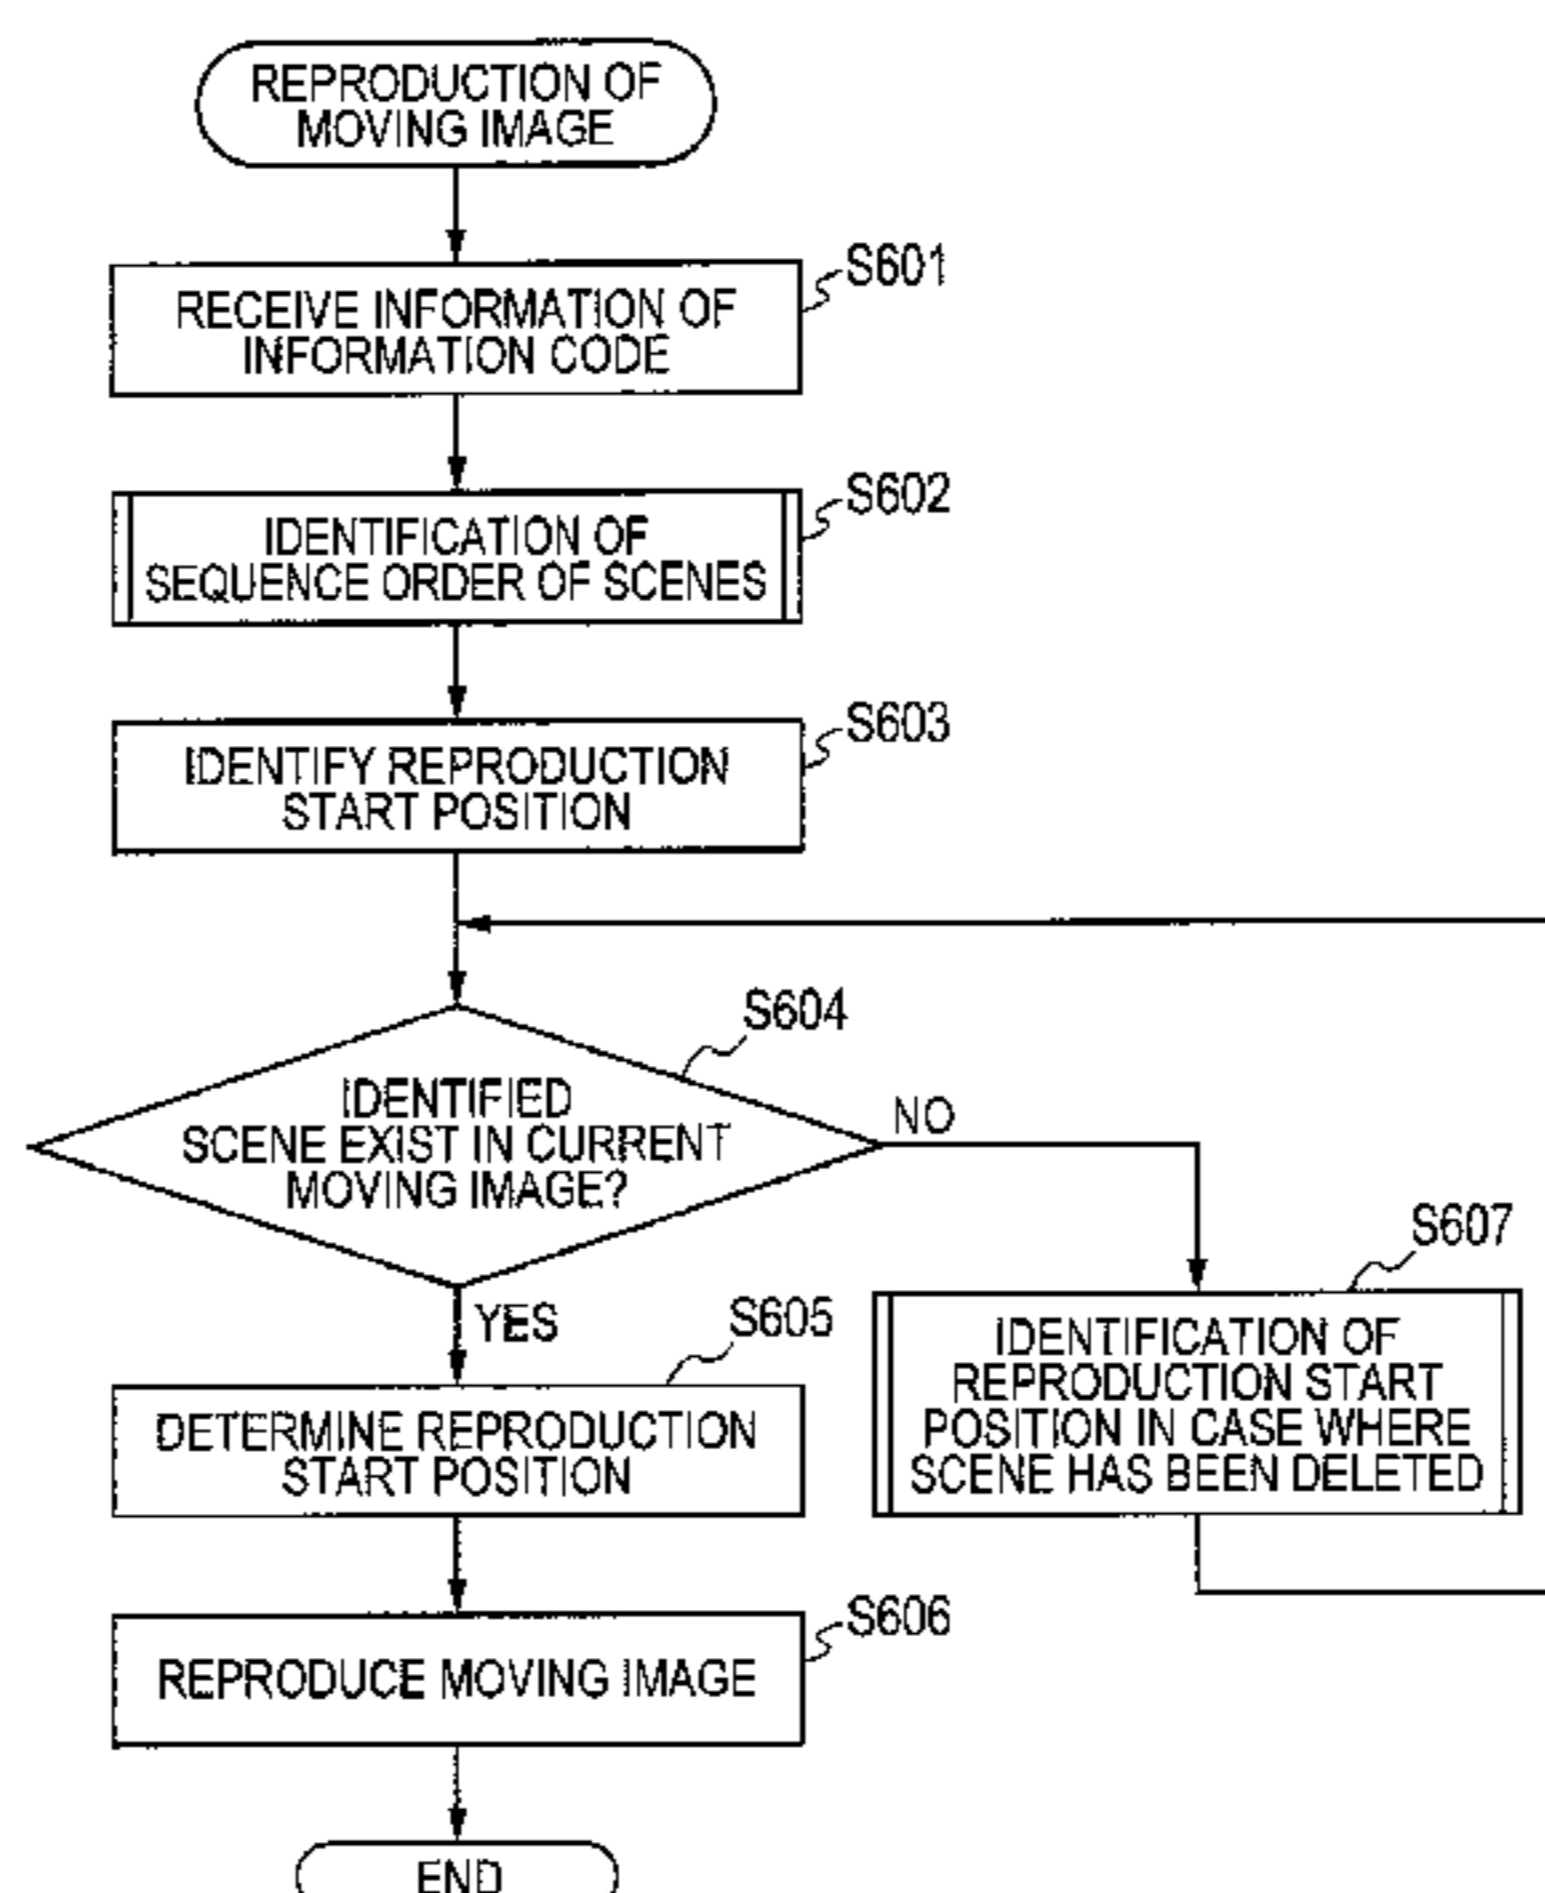 REPRODUCTION OF
MOVING IMAGE
S601
RECEIVE INFORMATION OF
INFORMATION CODE
S602
IDENTIFICATION OF
SEQUENCE ORDER OF SCENES
S603
IDENTIFY REPRODUCTION
START POSITION
S604
IDENTIFIED
SCENE EXIST IN CURRENT
MOVING IMAGE?
NO
YES
S605
DETERMINE REPRODUCTION
START POSITION
S607
IDENTIFICATION OF
REPRODUCTION START
POSITION IN CASE WHERE
SCENE HAS BEEN DELETED
S606
REPRODUCE MOVING IMAGE
END